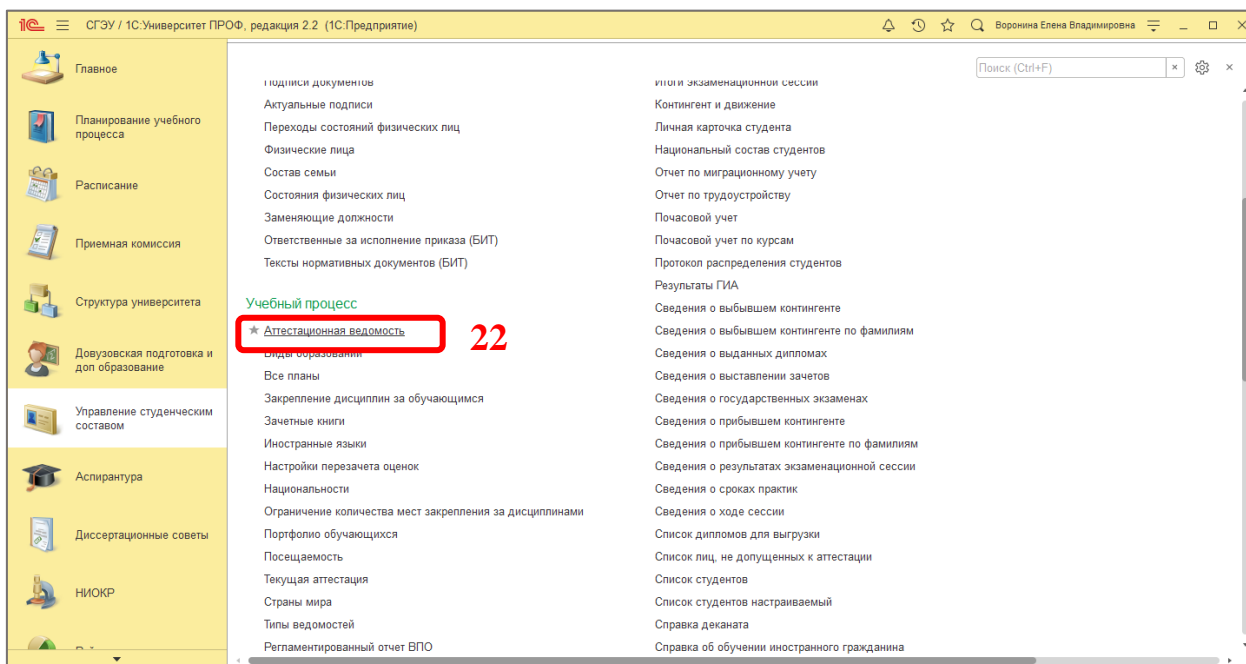 1С СГЭУ / 1С:Университет ПРОФ, редакция 2.2 (1С:Предприятие)
Воронина Елена Владимировна
Поиск (Ctrl+F)
Главное
Планирование учебного
процесса
Расписание
Приемная комиссия
Структура университета
Довузовская подготовка и
доп образование
Управление студенческим
составом
Аспирантура
Диссертационные советы
НИОКР
Подписи документов
Актуальные подписи
Переходы состояний физических лиц
Физические лица
Состав семьи
Состояния физических лиц
Заменяющие должности
Ответственные за исполнение приказа (БИТ)
Тексты нормативных документов (БИТ)
Учебный процесс
Аттестационная ведомость
22
Виды образований
Все планы
Закрепление дисциплин за обучающимся
Зачетные книги
Иностранные языки
Настройки перезачета оценок
Национальности
Ограничение количества мест закрепления за дисциплинами
Портфолио обучающихся
Посещаемость
Текущая аттестация
Страны мира
Типы ведомостей
Регламентированный отчет ВПО
Итоги экзаменационной сессии
Контингент и движение
Личная карточка студента
Национальный состав студентов
Отчет по миграционному учету
Отчет по трудоустройству
Почасовой учет
Почасовой учет по курсам
Протокол распределения студентов
Результаты ГИА
Сведения о выбывшем контингенте
Сведения о выбывшем контингенте по фамилиям
Сведения о выданных дипломах
Сведения о выставлении зачетов
Сведения о государственных экзаменах
Сведения о прибывшем контингенте
Сведения о прибывшем контингенте по фамилиям
Сведения о результатах экзаменационной сессии
Сведения о сроках практик
Сведения о ходе сессии
Список дипломов для выгрузки
Список лиц, не допущенных к аттестации
Список студентов
Список студентов настраиваемый
Справка деканата
Справка об обучении иностранного гражданина